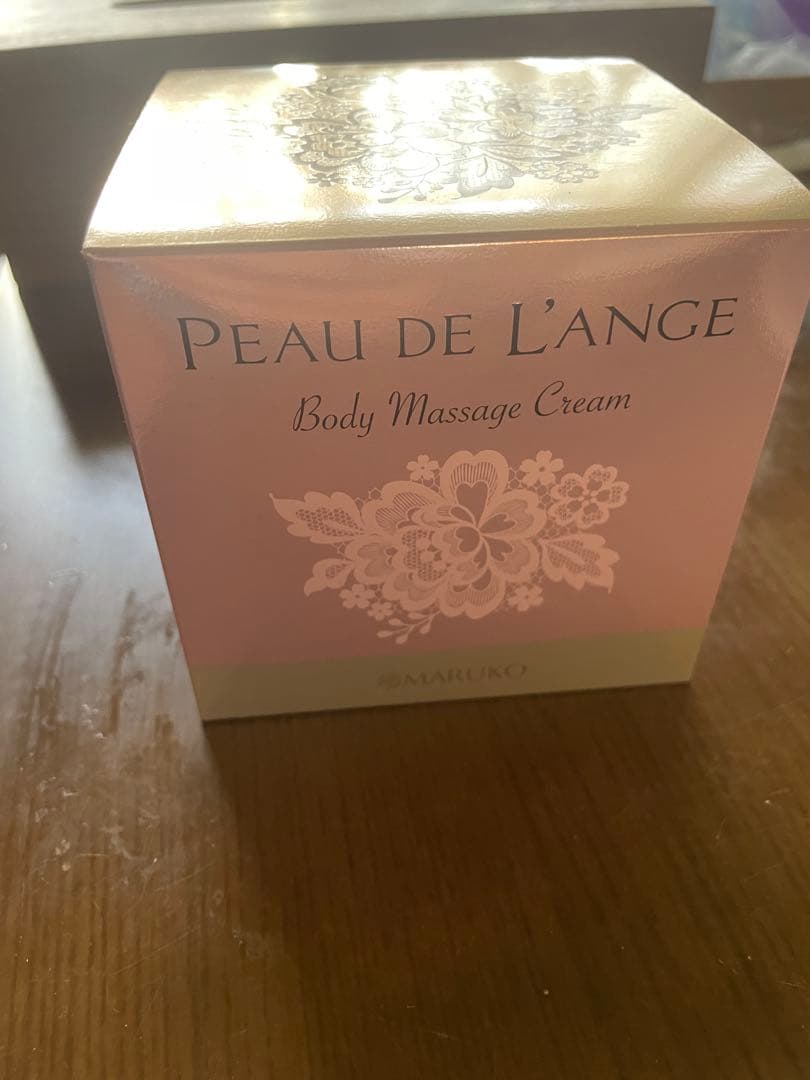 PEAU DE L'ANGE
Body Massage Cream
MARUKO